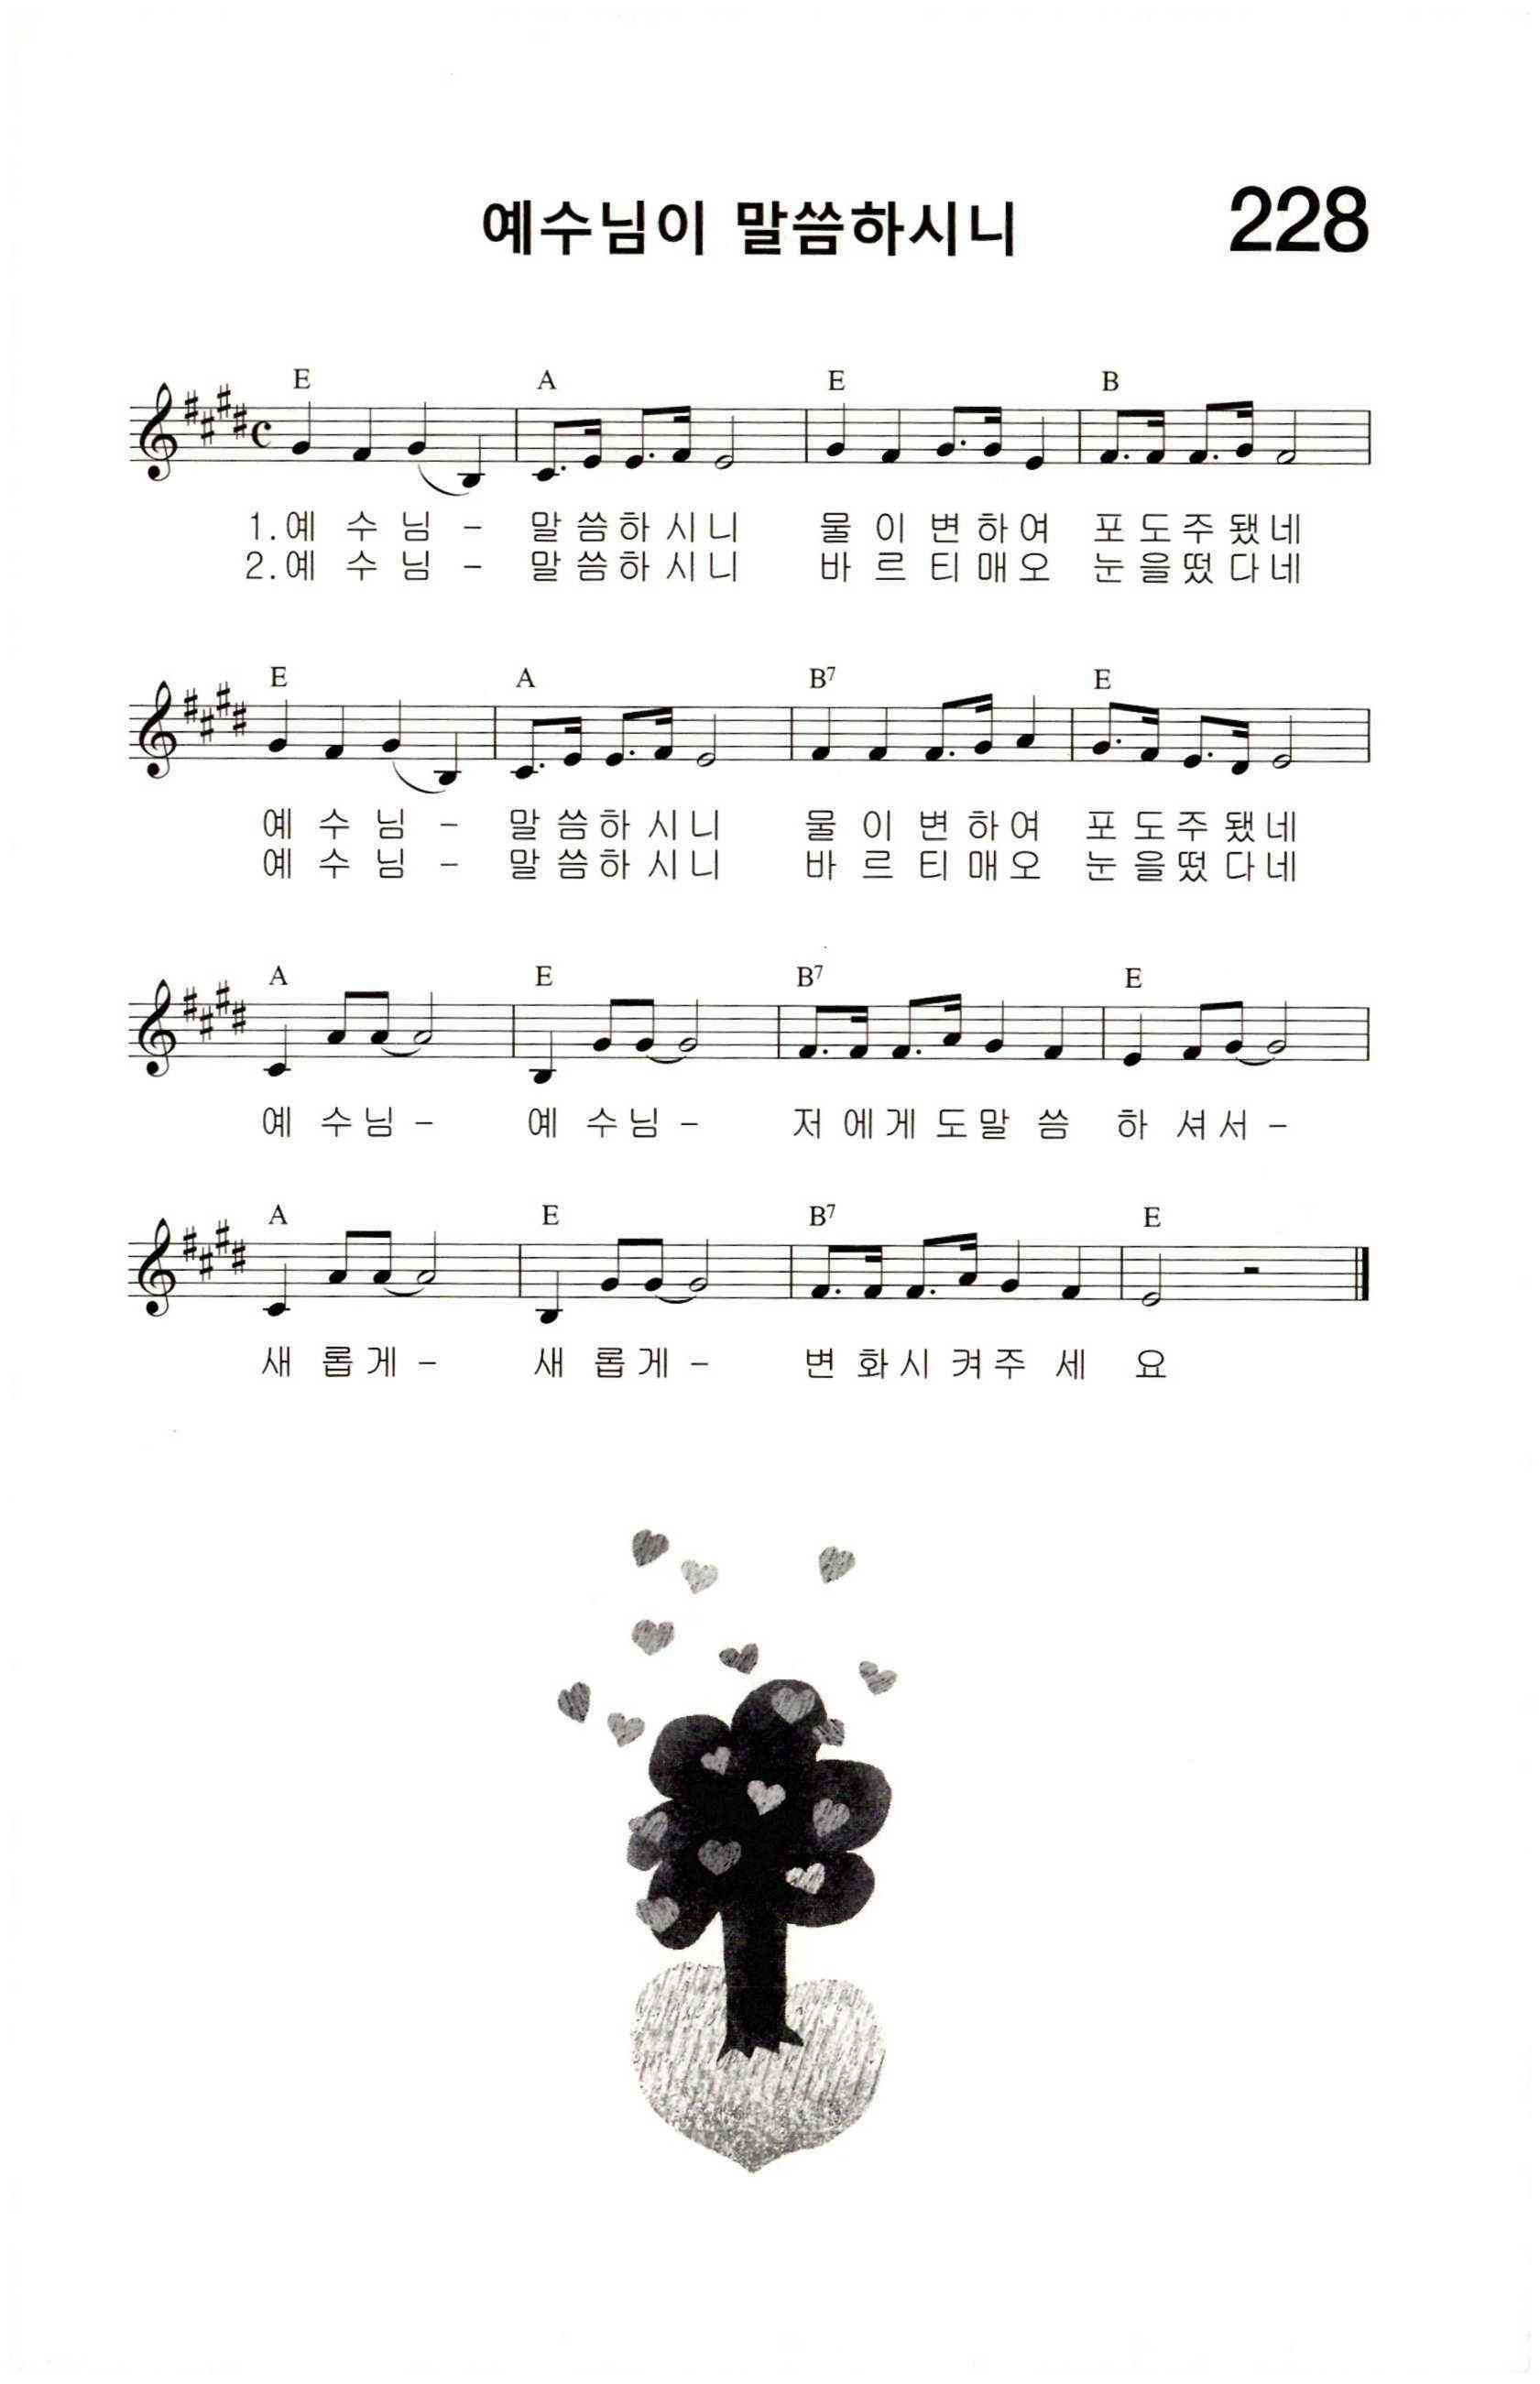 예수님이 말씀하시니 228
E A E B
1.예 수 님 - 말 씀 하 시 니 물 이 변 하 여 포 도 주 됐 네
2.예 수 님 - 말 씀 하 시 니 바 르 티 매 오 눈 을 떴 다 네
E A B7 E
예 수 님 - 말 씀 하 시 니 물 이 변 하 여 포 도 주 됐 네
예 수 님 - 말 씀 하 시 니 바 르 티 매 오 눈 을 떴 다 네
A E B7 E
예 수 님 - 예 수 님 - 저 에 게 도 말 씀 하 셔 서 -
A E B7 E
새 롭 게 - 새 롭 게 - 변 화 시 켜 주 세 요